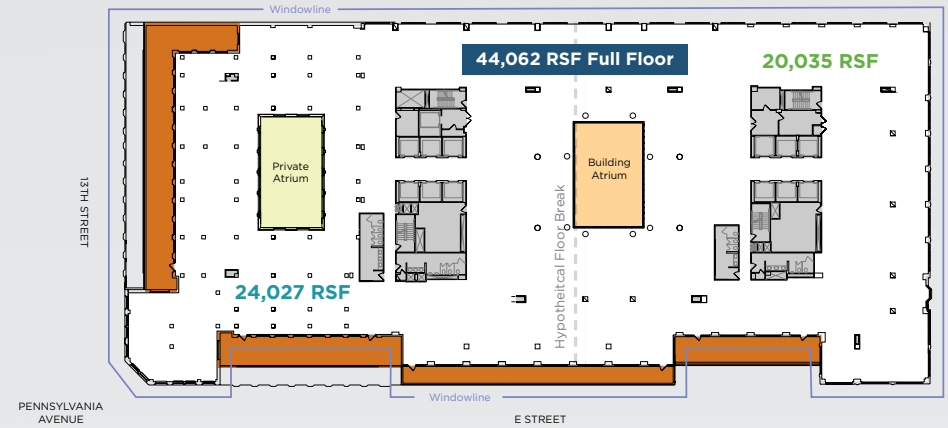 Windowline
44,062 RSF Full Floor
20,035 RSF
Private
Atrium
Building
Atrium
13TH STREET
Hypotheitcal Floor Break
24,027 RSF
Windowline
PENNSYLVANIA
AVENUE
E STREET